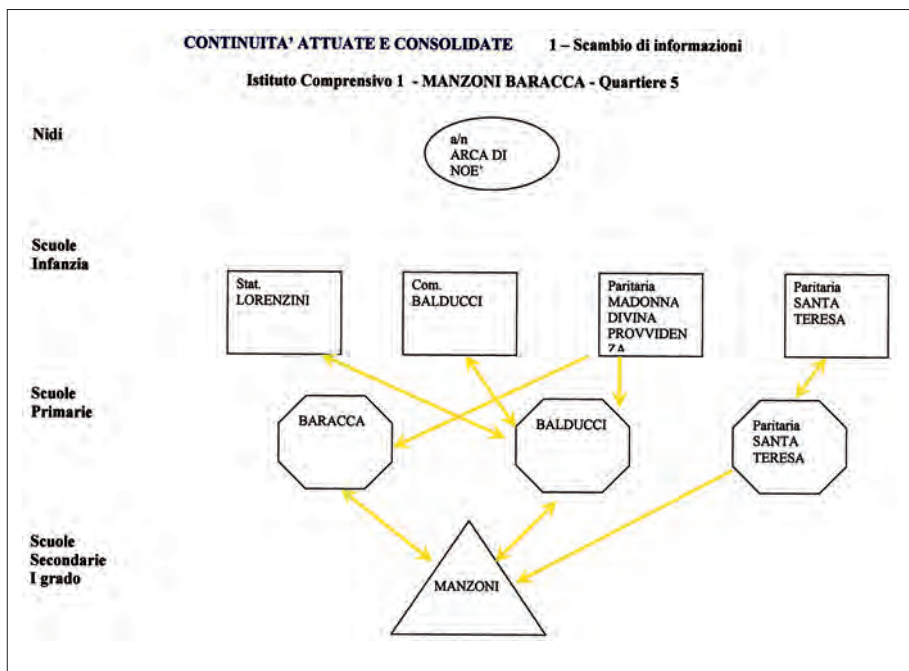 CONTINUITA' ATTUATE E CONSOLIDATE 1 – Scambio di informazioni
Istituto Comprensivo 1 - MANZONI BARACCA - Quartiere 5
Nidi
a/n
ARCA DI
NOE'
Scuole
Infanzia
Stat.
LORENZINI
Com.
BALDUCCI
Paritaria
MADONNA
DIVINA
PROVVIDEN
ZA
Paritaria
SANTA
TERESA
Scuole
Primarie
BARACCA
BALDUCCI
Paritaria
SANTA
TERESA
Scuole
Secondarie
I grado
MANZONI